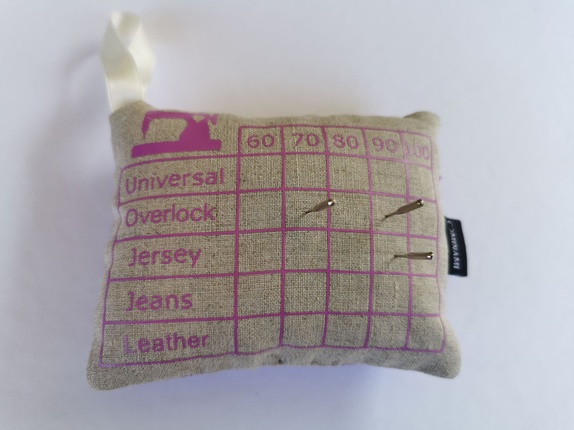 60 70 80 90 100
Universal
Overlock
Jersey
Jeans
Leather